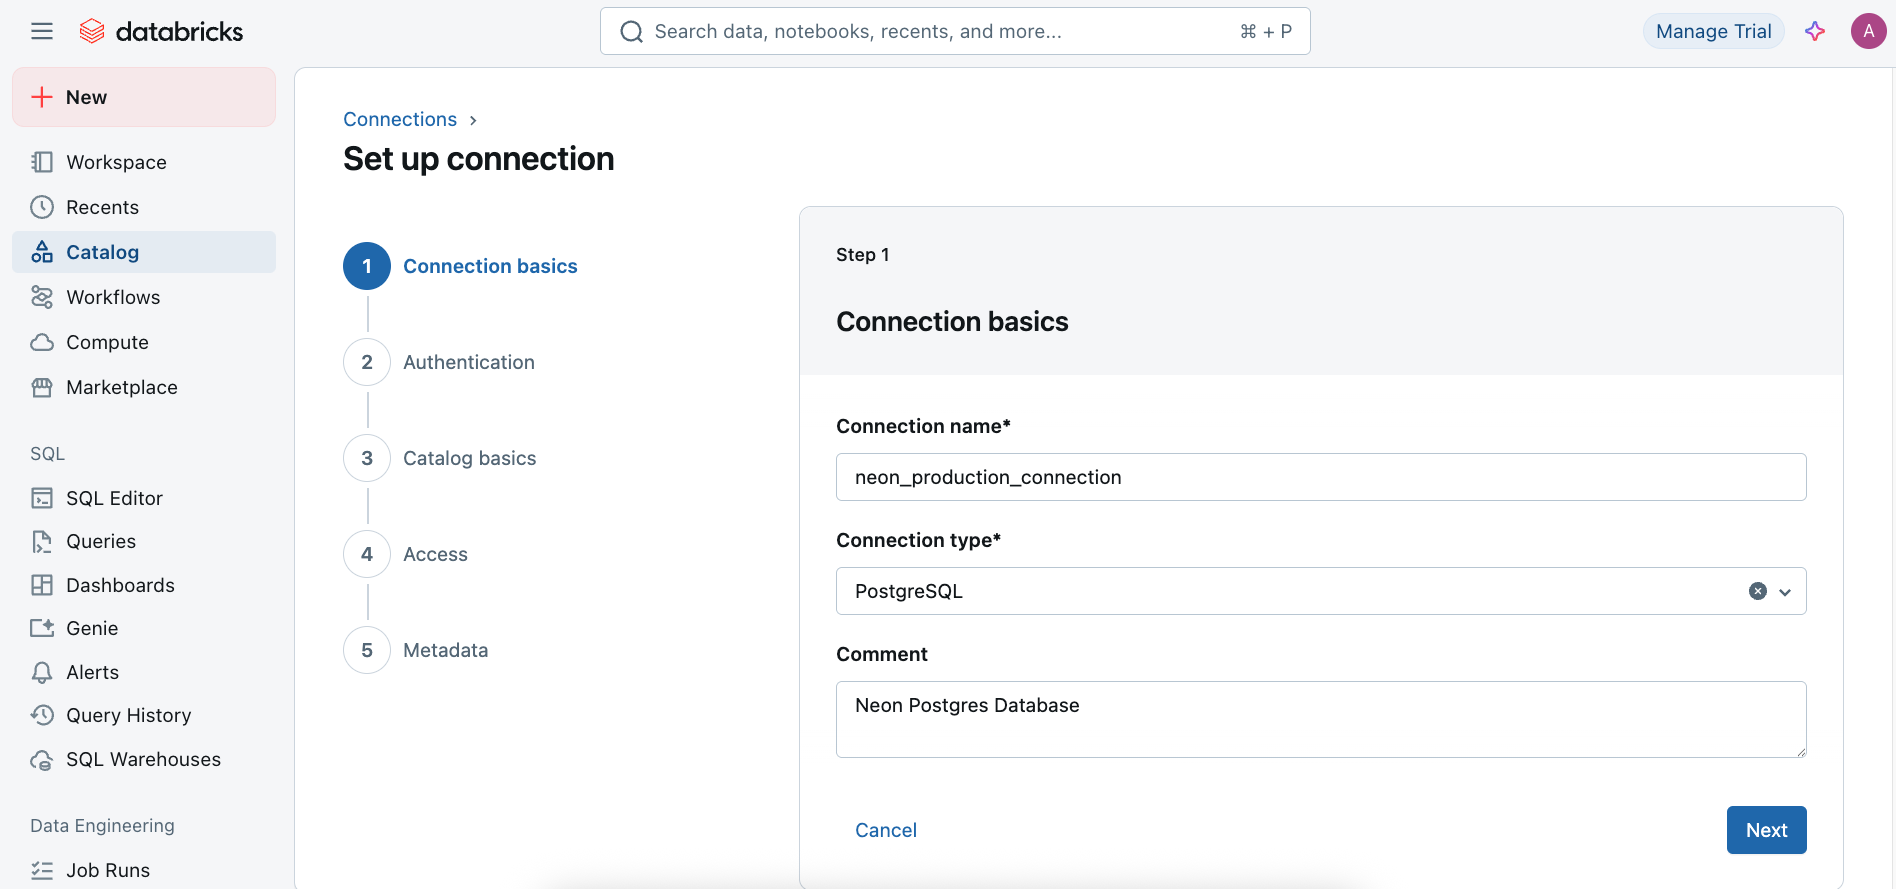 databricks
Search data, notebooks, recents, and more...
⌘ + P
Manage Trial
A
New
Workspace
Recents
Catalog
Workflows
Compute
Marketplace
SQL
SQL Editor
Queries
Dashboards
Genie
Alerts
Query History
SQL Warehouses
Data Engineering
Job Runs
Connections ›
Set up connection
1 Connection basics
2 Authentication
3 Catalog basics
4 Access
5 Metadata
Step 1
Connection basics
Connection name*
neon_production_connection
Connection type*
PostgreSQL
Comment
Neon Postgres Database
Cancel
Next